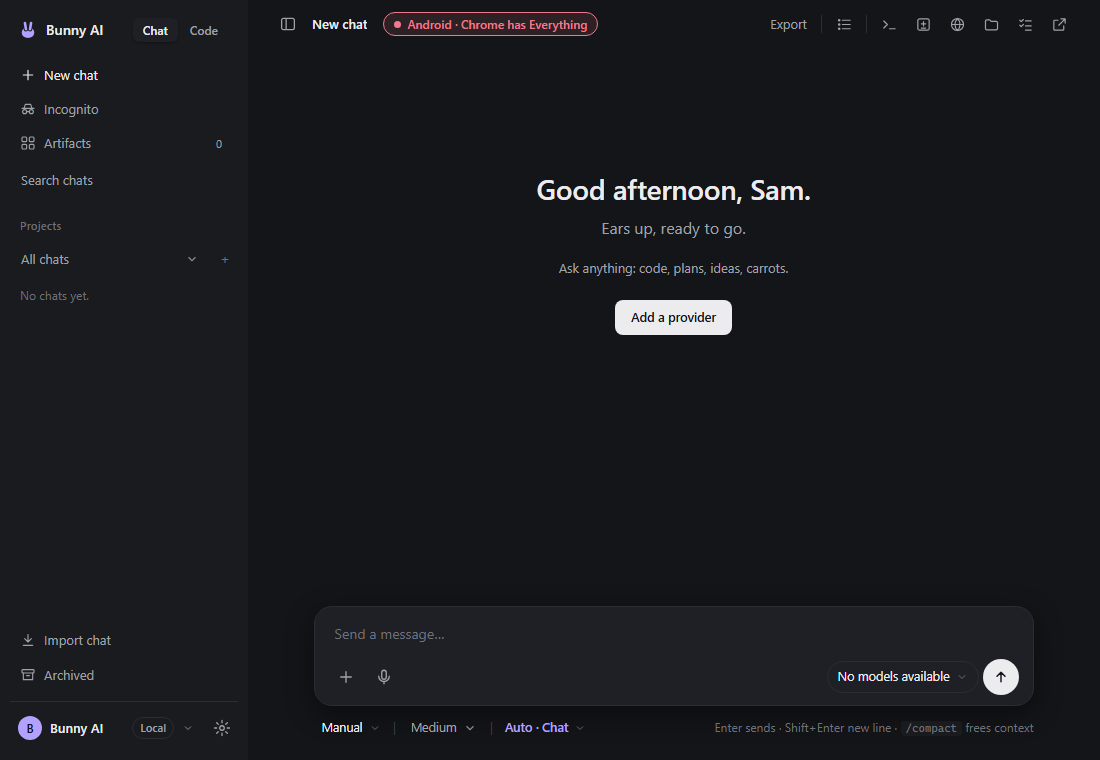 Bunny AI
Chat
Code
New chat
Incognito
Artifacts
0
Search chats
Projects
All chats
+
No chats yet.
Import chat
Archived
B
Bunny AI
Local
New chat
Android · Chrome has Everything
Export
Good afternoon, Sam.
Ears up, ready to go.
Ask anything: code, plans, ideas, carrots.
Add a provider
Send a message...
No models available
Manual
Medium
Auto · Chat
Enter sends · Shift+Enter new line · /compact frees context